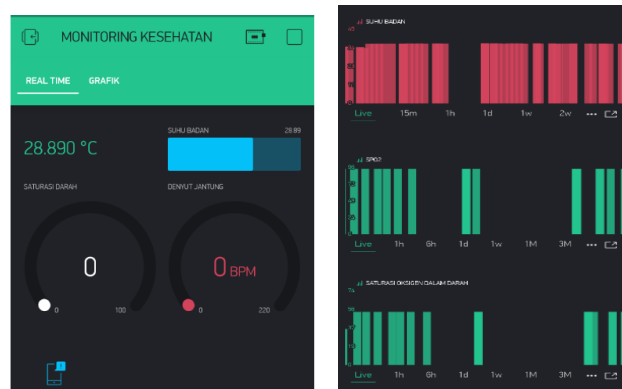 MONITORING KESEHATAN
REAL TIME GRAFIK
28.890 °C
SUHU BADAN 28.89
SATURASI DARAH DENYUT JANTUNG
0
0 BPM
0 100
0 220
SUHU BADAN
Live 15m 1h 1d 1w 2w
SPO2
Live 1h 6h 1d 1w 1M 3M
SATURASI OKSIGEN DALAM DARAH
Live 1h 6h 1d 1w 1M 3M